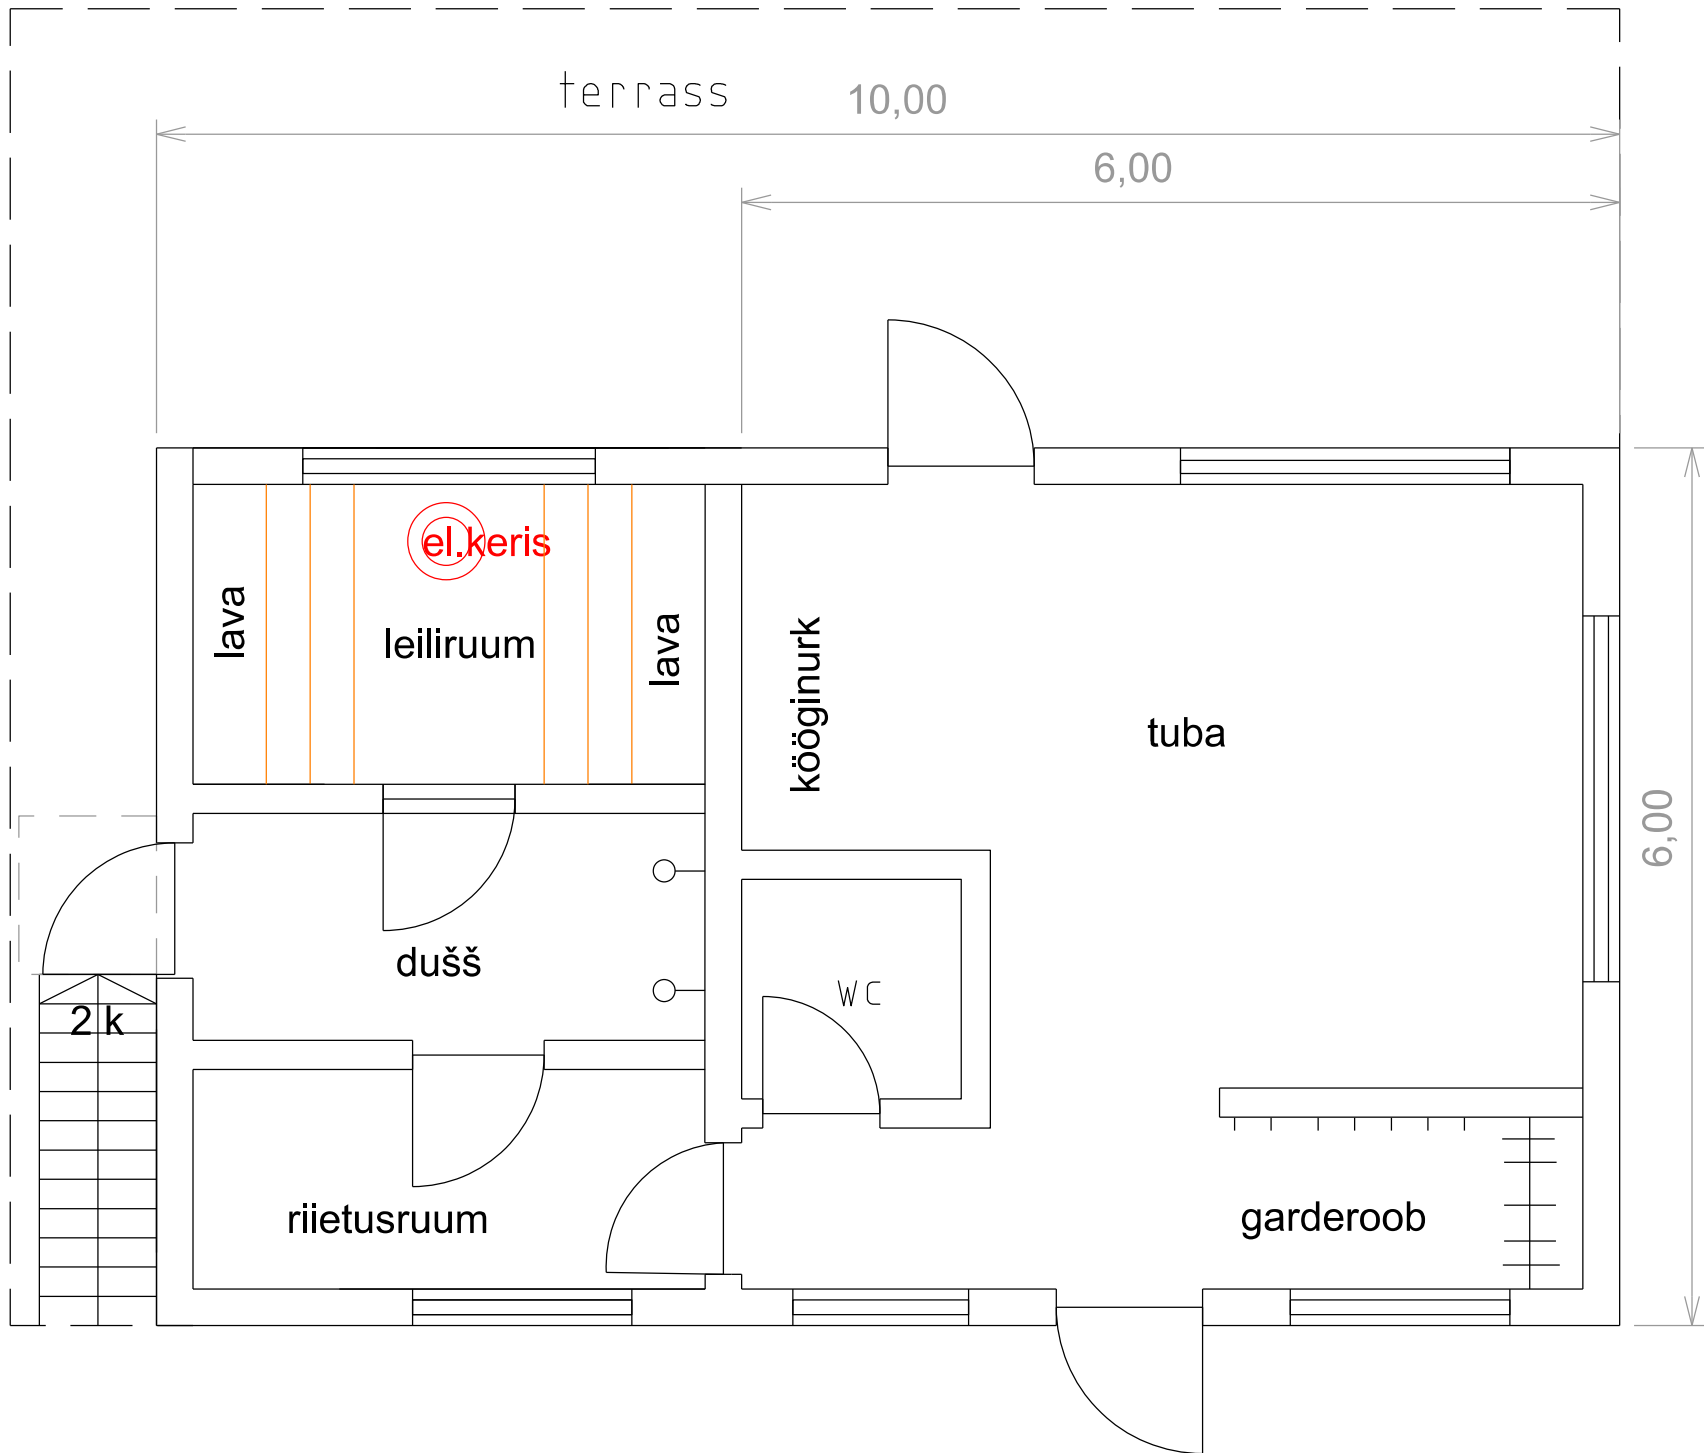 terrass
10,00
6,00
el.keris
lava
leiliruum
lava
kööginurk
tuba
6,00
dušš
WC
2 k
riietusruum
garderoob